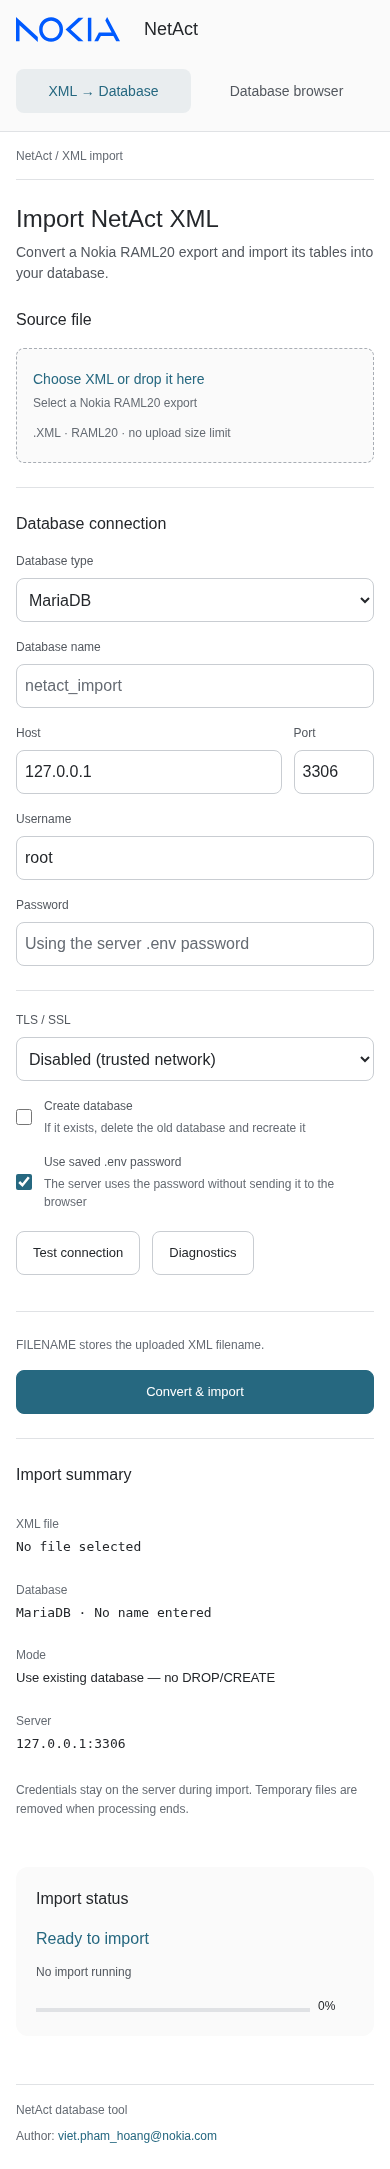 NOKIA NetAct
XML → Database Database browser
NetAct / XML import
Import NetAct XML
Convert a Nokia RAML20 export and import its tables into
your database.
Source file
Choose XML or drop it here
Select a Nokia RAML20 export
.XML · RAML20 · no upload size limit
Database connection
Database type
MariaDB
Database name
netact_import
Host Port
127.0.0.1 3306
Username
root
Password
Using the server .env password
TLS / SSL
Disabled (trusted network)
Create database
If it exists, delete the old database and recreate it
Use saved .env password
The server uses the password without sending it to the
browser
Test connection Diagnostics
FILENAME stores the uploaded XML filename.
Convert & import
Import summary
XML file
No file selected
Database
MariaDB · No name entered
Mode
Use existing database — no DROP/CREATE
Server
127.0.0.1:3306
Credentials stay on the server during import. Temporary files are
removed when processing ends.
Import status
Ready to import
No import running
0%
NetAct database tool
Author: viet.pham_hoang@nokia.com